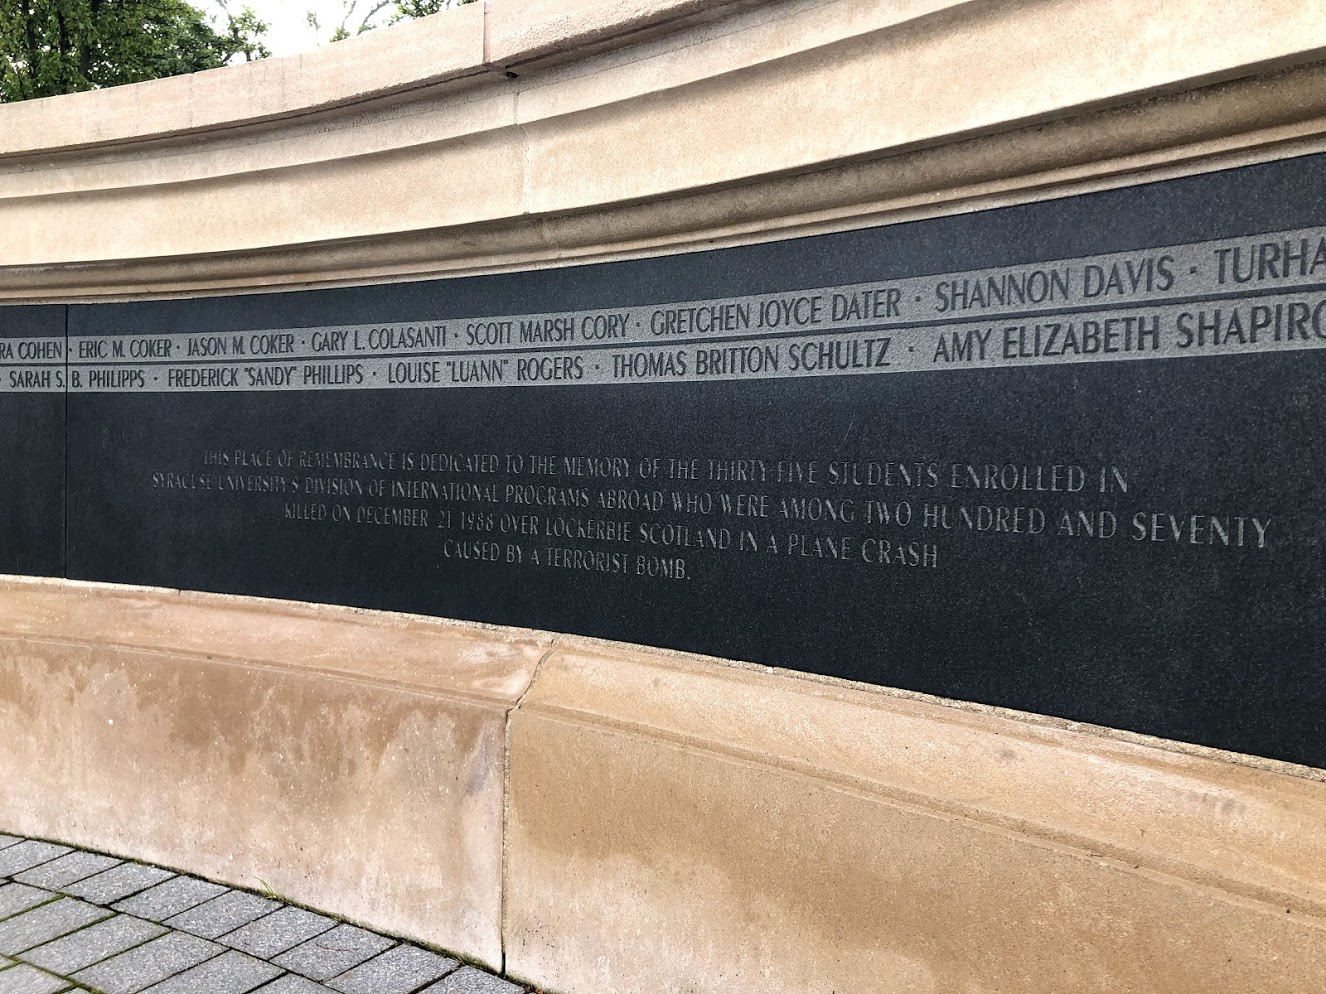 RA COHEN · ERIC M. COKER · JASON M. COKER · GARY L. COLASANTI · SCOTT MARSH CORY · GRETCHEN JOYCE DATER · SHANNON DAVIS · TURHA
· SARAH S. B. PHILIPPS · FREDERICK "SANDY" PHILLIPS · LOUISE "LUANN" ROGERS · THOMAS BRITTON SCHULTZ · AMY ELIZABETH SHAPIRO
THIS PLACE OF REMEMBRANCE IS DEDICATED TO THE MEMORY OF THE THIRTY-FIVE STUDENTS ENROLLED IN
SYRACUSE UNIVERSITY'S DIVISION OF INTERNATIONAL PROGRAMS ABROAD WHO WERE AMONG TWO HUNDRED AND SEVENTY
KILLED ON DECEMBER 21 1988 OVER LOCKERBIE SCOTLAND IN A PLANE CRASH
CAUSED BY A TERRORIST BOMB.